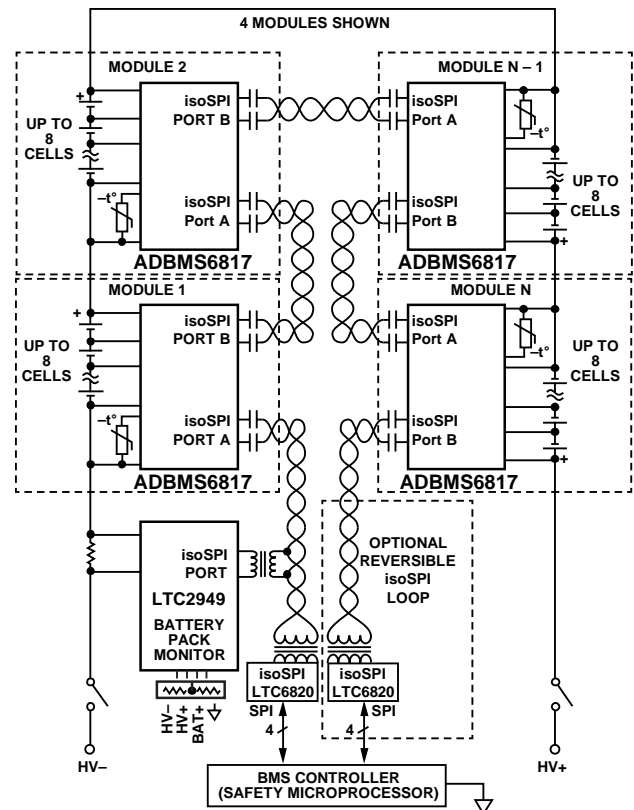 4 MODULES SHOWN
MODULE 2
isoSPI
PORT B
+
UP TO
8
CELLS
–t°
isoSPI
Port A
ADBMS6817
MODULE N – 1
isoSPI
Port A
–t°
UP TO
8
CELLS
isoSPI
Port B
+
ADBMS6817
MODULE 1
+
isoSPI
PORT B
UP TO
8
CELLS
–t°
isoSPI
PORT A
ADBMS6817
MODULE N
isoSPI
Port A
–t°
UP TO
8
CELLS
isoSPI
Port B
+
ADBMS6817
isoSPI
PORT
LTC2949
BATTERY
PACK
MONITOR
HV–
HV+
BAT+
OPTIONAL
REVERSIBLE
isoSPI
LOOP
isoSPI
LTC6820
SPI
4
isoSPI
LTC6820
SPI
4
HV–
HV+
BMS CONTROLLER
(SAFETY MICROPROCESSOR)